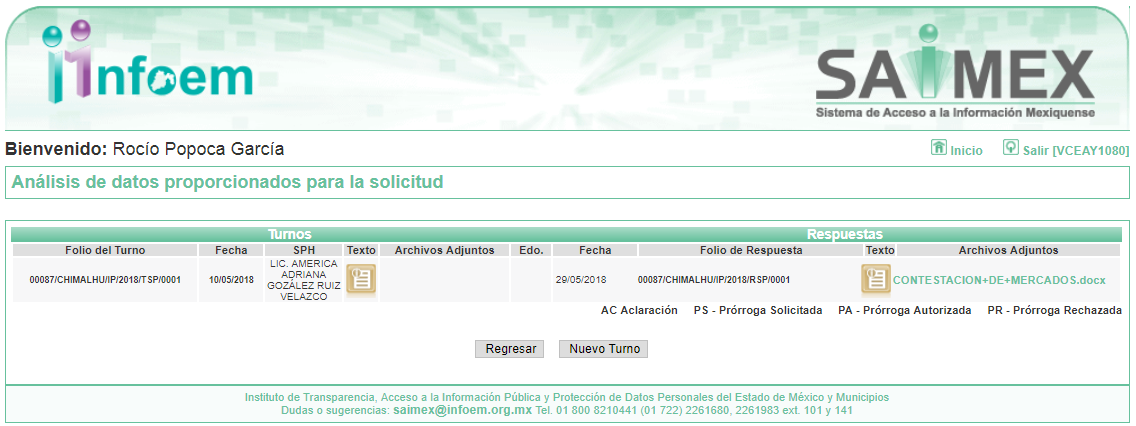 infoem
SAIMEX
Sistema de Acceso a la Información Mexiquense
Bienvenido: Rocío Popoca García
Inicio Salir [VCEAY1080]
Análisis de datos proporcionados para la solicitud
Turnos Respuestas
Folio del Turno Fecha SPH Texto Archivos Adjuntos Edo. Fecha Folio de Respuesta Texto Archivos Adjuntos
00087/CHIMALHU/IP/2018/TSP/0001 10/05/2018 LIC. AMERICA
ADRIANA
GOZÁLEZ RUIZ
VELAZCO
29/05/2018 00087/CHIMALHU/IP/2018/RSP/0001 CONTESTACION+DE+MERCADOS.docx
AC Aclaración PS - Prórroga Solicitada PA - Prórroga Autorizada PR - Prórroga Rechazada
Regresar Nuevo Turno
Instituto de Transparencia, Acceso a la Información Pública y Protección de Datos Personales del Estado de México y Municipios
Dudas o sugerencias: saimex@infoem.org.mx Tel. 01 800 8210441 (01 722) 2261680, 2261983 ext. 101 y 141